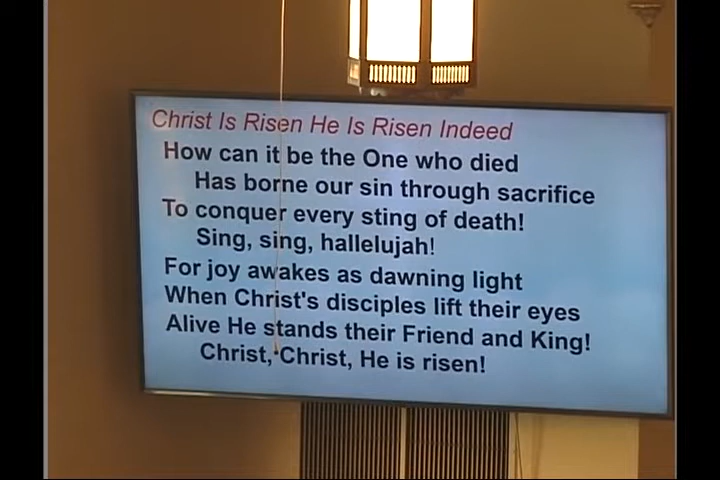 Christ Is Risen He Is Risen Indeed
How can it be the One who died
Has borne our sin through sacrifice
To conquer every sting of death!
Sing, sing, hallelujah!
For joy awakes as dawning light
When Christ's disciples lift their eyes
Alive He stands their Friend and King!
Christ, Christ, He is risen!